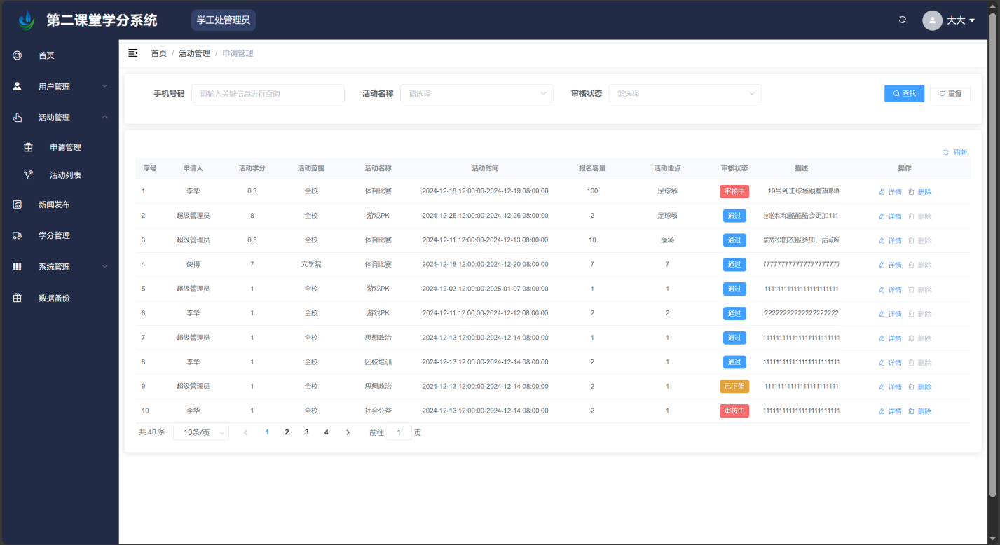 第二课堂学分系统 学工处管理员 大大
首页
用户管理
活动管理
申请管理
活动列表
新闻发布
学分管理
系统管理
数据备份
首页 / 活动管理 / 申请管理
手机号码 请输入关键信息进行查询 活动名称 请选择 审核状态 请选择 查找 重置
刷新
序号 申请人 活动学分 活动范围 活动名称 活动时间 报名容量 活动地点 审核状态 描述 操作
1 李华 0.3 全校 体育比赛 2024-12-18 12:00:00-2024-12-19 08:00:00 100 足球场 审核中 19号到主球场跟着旗帜 详情 删除
2 超级管理员 8 全校 游戏PK 2024-12-25 12:00:00-2024-12-26 08:00:00 2 足球场 通过 啦和和酷酷酷会更加111 详情 删除
3 超级管理员 0.5 全校 体育比赛 2024-12-11 12:00:00-2024-12-13 08:00:00 10 操场 通过 宽松的衣服参加，活动 详情 删除
4 使得 7 文学院 体育比赛 2024-12-18 12:00:00-2024-12-20 08:00:00 7 7 通过 详情 删除
5 超级管理员 1 全校 游戏PK 2024-12-03 12:00:00-2025-01-07 08:00:00 1 1 通过 详情 删除
6 李华 1 全校 游戏PK 2024-12-11 12:00:00-2024-12-12 08:00:00 2 2 通过 详情 删除
7 超级管理员 1 全校 思想政治 2024-12-13 12:00:00-2024-12-14 08:00:00 1 1 通过 详情 删除
8 李华 1 全校 团校培训 2024-12-13 12:00:00-2024-12-14 08:00:00 2 1 通过 详情 删除
9 超级管理员 1 全校 思想政治 2024-12-13 12:00:00-2024-12-14 08:00:00 2 1 已下架 详情 删除
10 李华 1 全校 社会公益 2024-12-13 12:00:00-2024-12-14 08:00:00 2 1 审核中 详情 删除
共 40 条 10条/页 1 2 3 4 前往 1 页